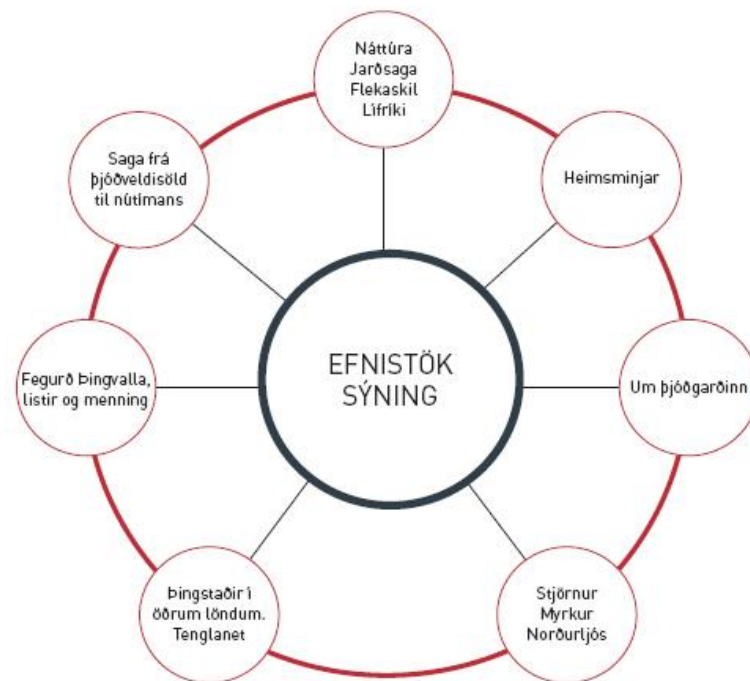 Náttúra
Jarðsaga
Flekaskil
Lífríki
Heimsminjar
Um þjóðgarðinn
Stjörnur
Myrkur
Norðurljós
Þingstaðir í
öðrum löndum.
Tenglanet
Fegurð Þingvalla,
listir og menning
Saga frá
þjóðveldisöld
til nútímans
EFNISTÖK
SÝNING